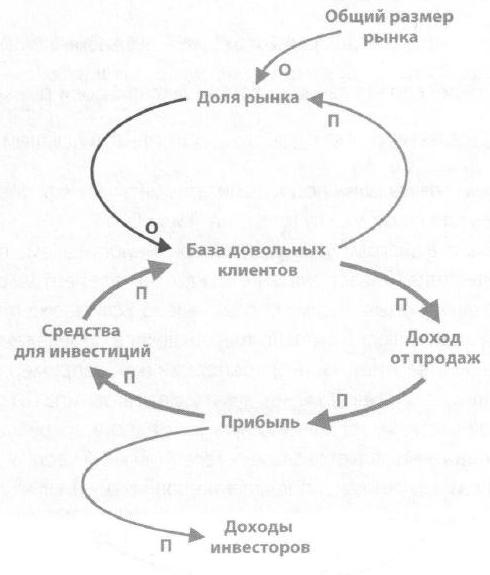 Общий размер
рынка
О
Доля рынка
П
О
База довольных
клиентов
П
П
Средства
для инвестиций
Доход
от продаж
П
П
Прибыль
Доходы
инвесторов
П